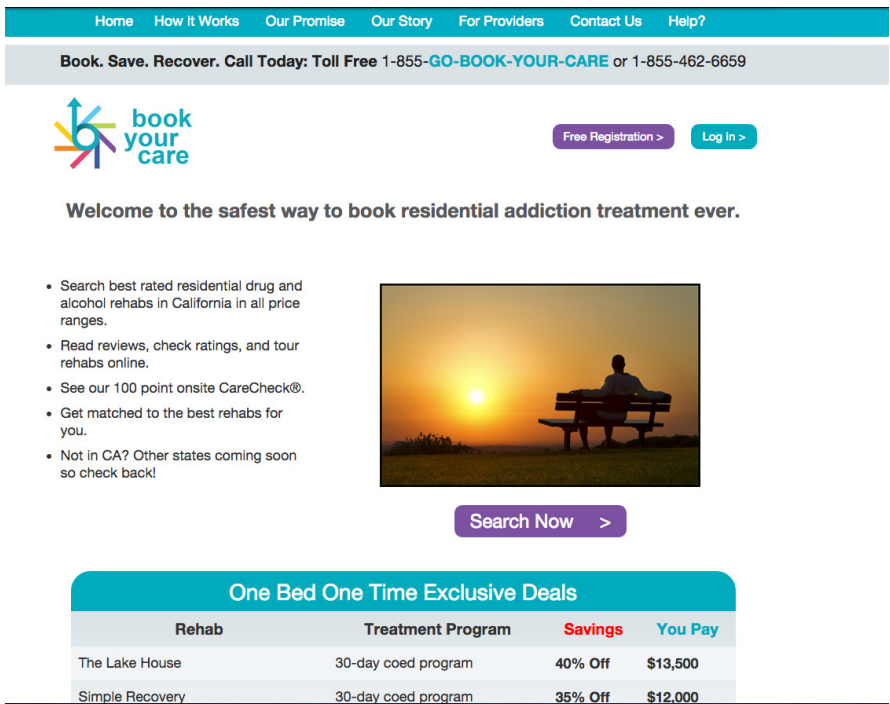 Home How it Works Our Promise Our Story For Providers Contact Us Help?
Book. Save. Recover. Call Today: Toll Free 1-855-GO-BOOK-YOUR-CARE or 1-855-462-6659
book
your
care
Free Registration > Log In >
Welcome to the safest way to book residential addiction treatment ever.
• Search best rated residential drug and
alcohol rehabs in California in all price
ranges.
• Read reviews, check ratings, and tour
rehabs online.
• See our 100 point onsite CareCheck®.
• Get matched to the best rehabs for
you.
• Not in CA? Other states coming soon
so check back!
Search Now >
One Bed One Time Exclusive Deals
Rehab Treatment Program Savings You Pay
The Lake House 30-day coed program 40% Off $13,500
Simple Recovery 30-day coed program 35% Off $12,000